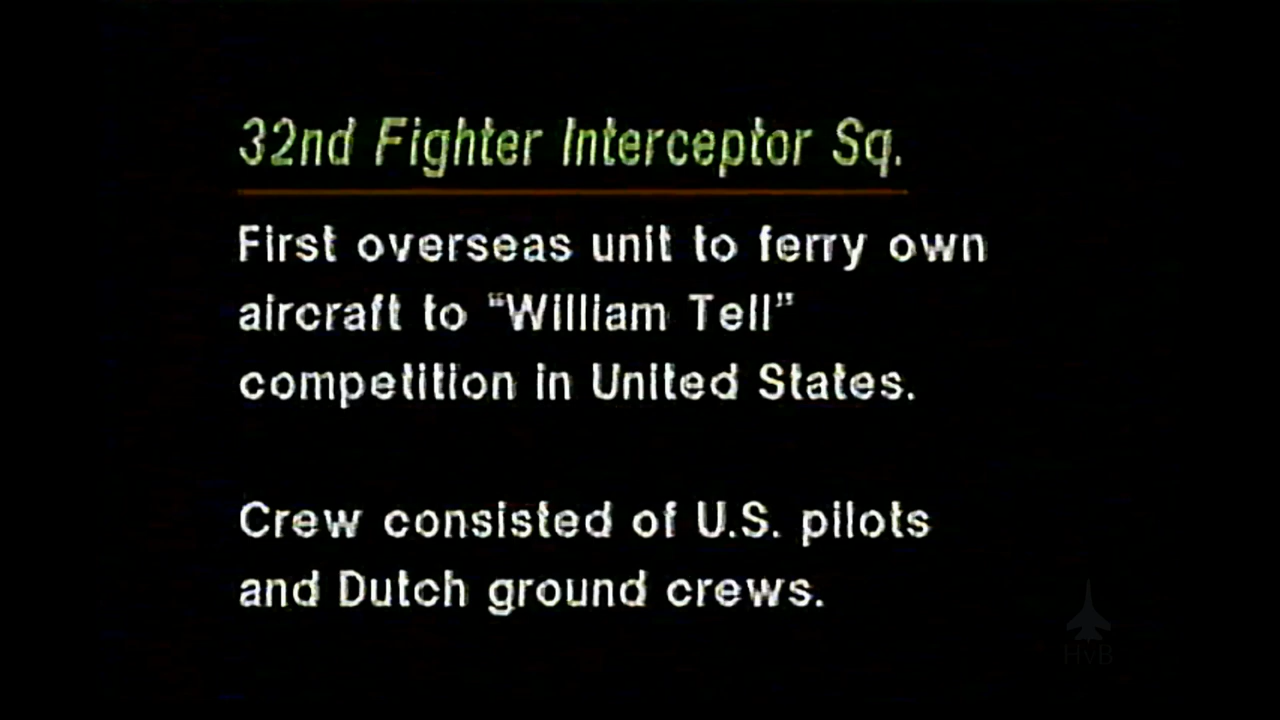 32nd Fighter Interceptor Sq.
First overseas unit to ferry own
aircraft to “William Tell”
competition in United States.
Crew consisted of U.S. pilots
and Dutch ground crews.
HvB